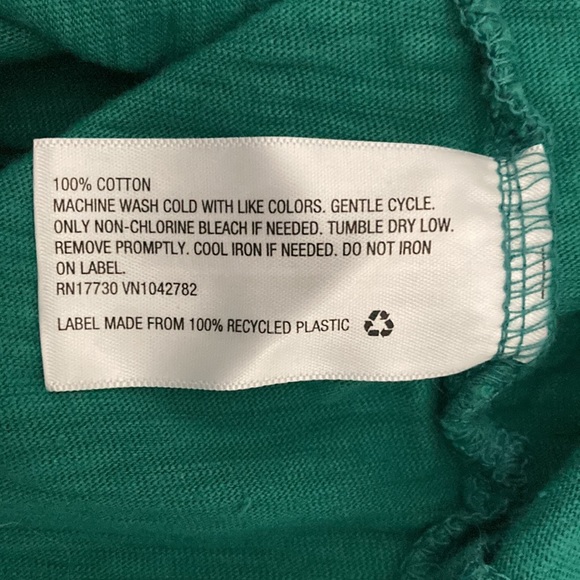 100% COTTON
MACHINE WASH COLD WITH LIKE COLORS. GENTLE CYCLE.
ONLY NON-CHLORINE BLEACH IF NEEDED. TUMBLE DRY LOW.
REMOVE PROMPTLY. COOL IRON IF NEEDED. DO NOT IRON
ON LABEL.
RN17730 VN1042782
LABEL MADE FROM 100% RECYCLED PLASTIC